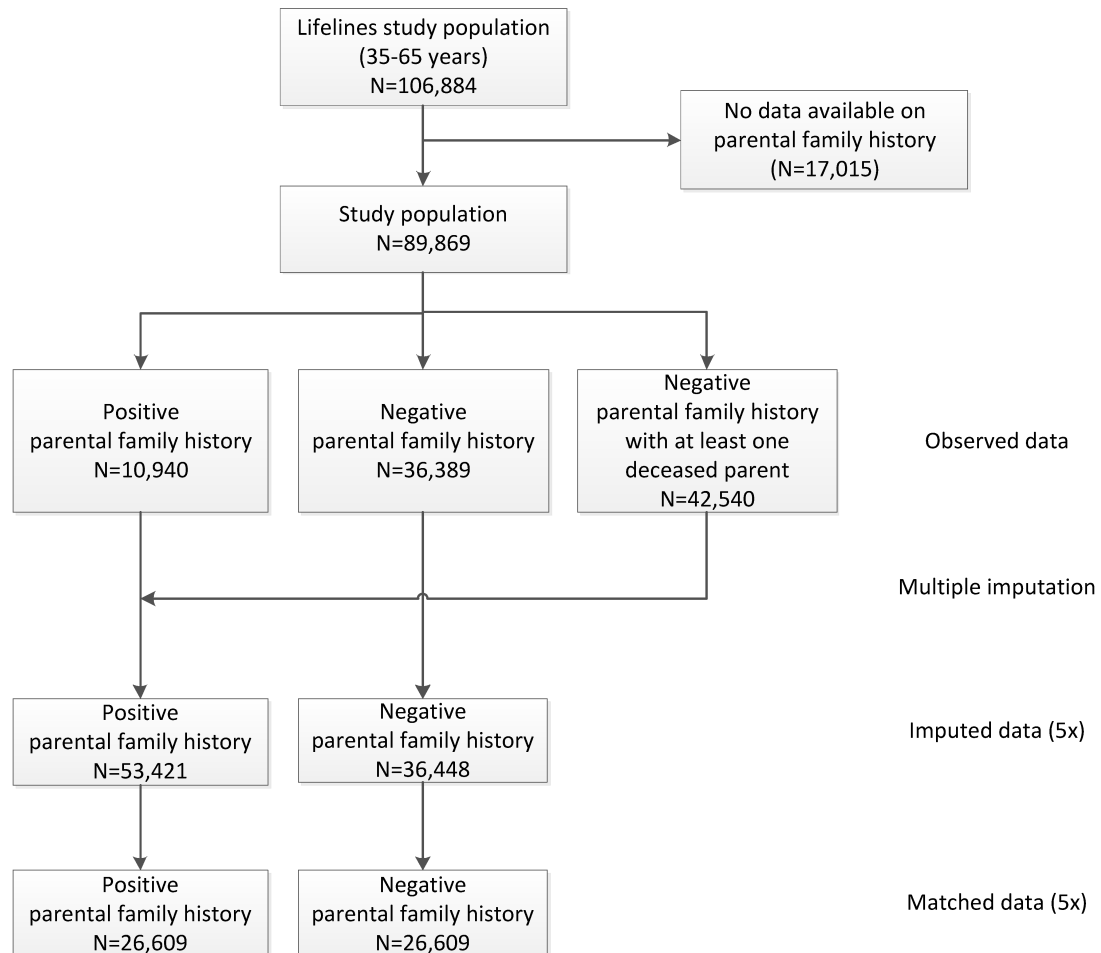 Lifelines study population
(35-65 years)
N=106,884
No data available on
parental family history
(N=17,015)
Study population
N=89,869
Positive
parental family history
N=10,940
Negative
parental family history
N=36,389
Negative
parental family history
with at least one
deceased parent
N=42,540
Observed data
Multiple imputation
Positive
parental family history
N=53,421
Negative
parental family history
N=36,448
Imputed data (5x)
Positive
parental family history
N=26,609
Negative
parental family history
N=26,609
Matched data (5x)